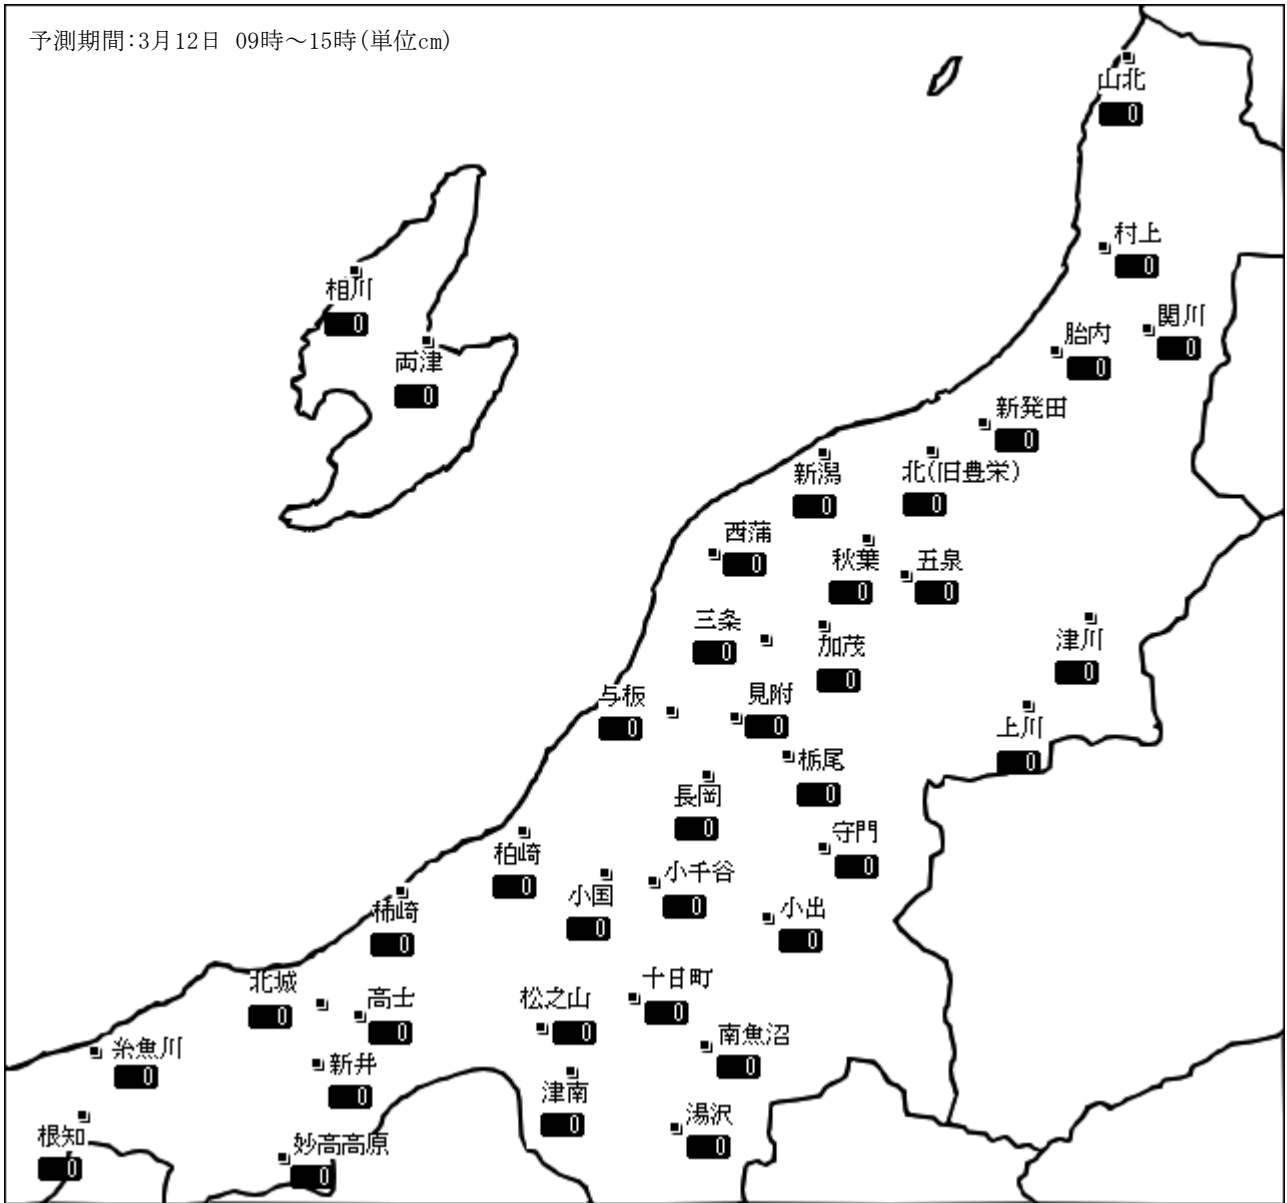 予測期間:3月12日 09時～15時(単位cm)
山北
0
村上
0
相川
0
関川
0
胎内
0
両津
0
新発田
0
新潟
0
北(旧豊栄)
0
西蒲
0
秋葉
0
五泉
0
三条
0
加茂
0
津川
0
与板
0
見附
0
上川
0
栃尾
0
長岡
0
守門
0
柏崎
0
小千谷
0
小国
0
小出
0
柿崎
0
北城
0
高士
0
松之山
0
十日町
0
南魚沼
0
糸魚川
0
新井
0
津南
0
湯沢
0
根知
0
妙高高原
0